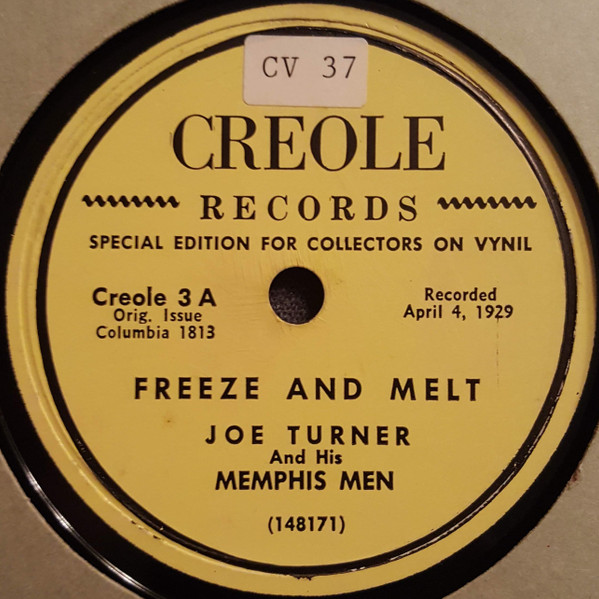 CV 37
CREOLE
RECORDS
SPECIAL EDITION FOR COLLECTORS ON VYNIL
Creole 3 A
Orig. Issue
Columbia 1813
Recorded
April 4, 1929
FREEZE AND MELT
JOE TURNER
And His
MEMPHIS MEN
(148171)